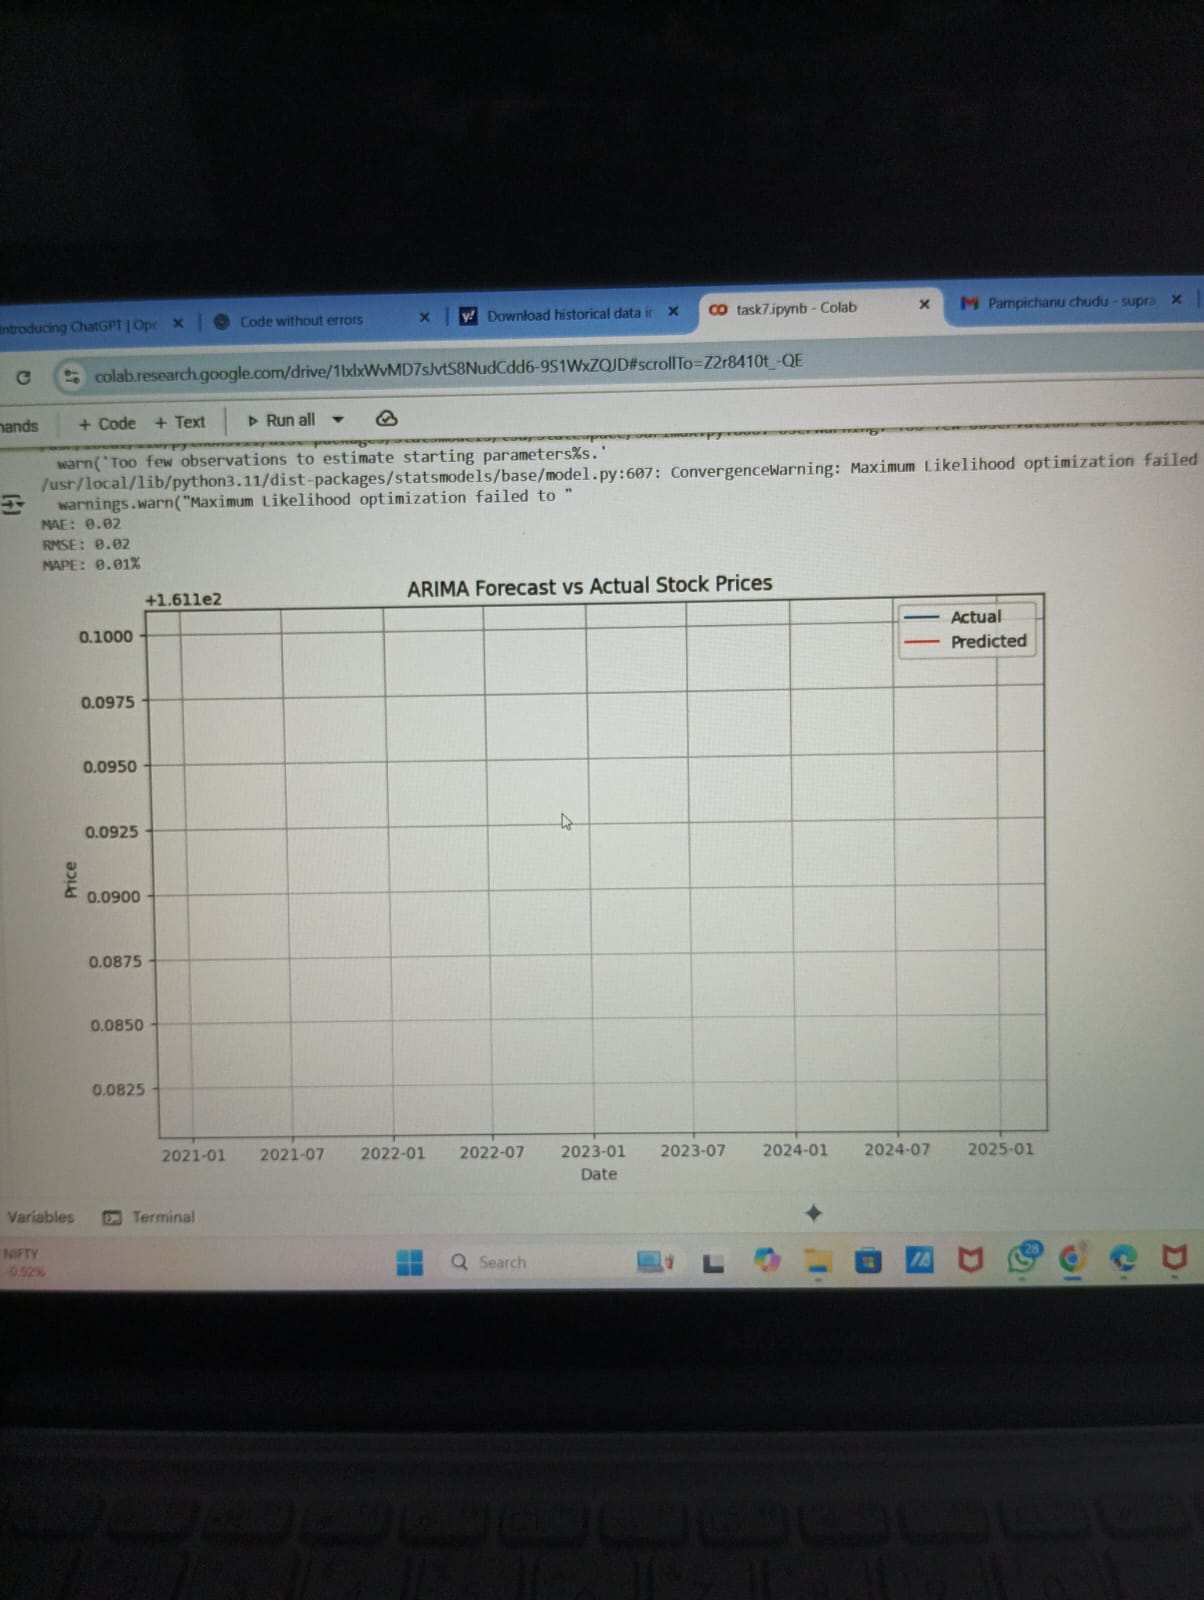 Introducing ChatGPT | Ope
Code without errors
Download historical data ir
task7.ipynb - Colab
Pampichanu chudu - supra
colab.research.google.com/drive/1lxlxWvMD7sJvtS8NudCdd6-9S1WxZQJD#scrollTo=Z2r8410t_-QE
nands
+ Code + Text
Run all
warn('Too few observations to estimate starting parameters%s.'
/usr/local/lib/python3.11/dist-packages/statsmodels/base/model.py:607: ConvergenceWarning: Maximum Likelihood optimization failed
warnings.warn("Maximum Likelihood optimization failed to "
MAE: 0.02
RMSE: 0.02
MAPE: 0.01%
ARIMA Forecast vs Actual Stock Prices
+1.611e2
Actual
Predicted
0.1000
0.0975
0.0950
0.0925
0.0900
0.0875
0.0850
0.0825
Price
2021-01 2021-07 2022-01 2022-07 2023-01 2023-07 2024-01 2024-07 2025-01
Date
Variables Terminal
NIFTY
-0.52%
Search
28